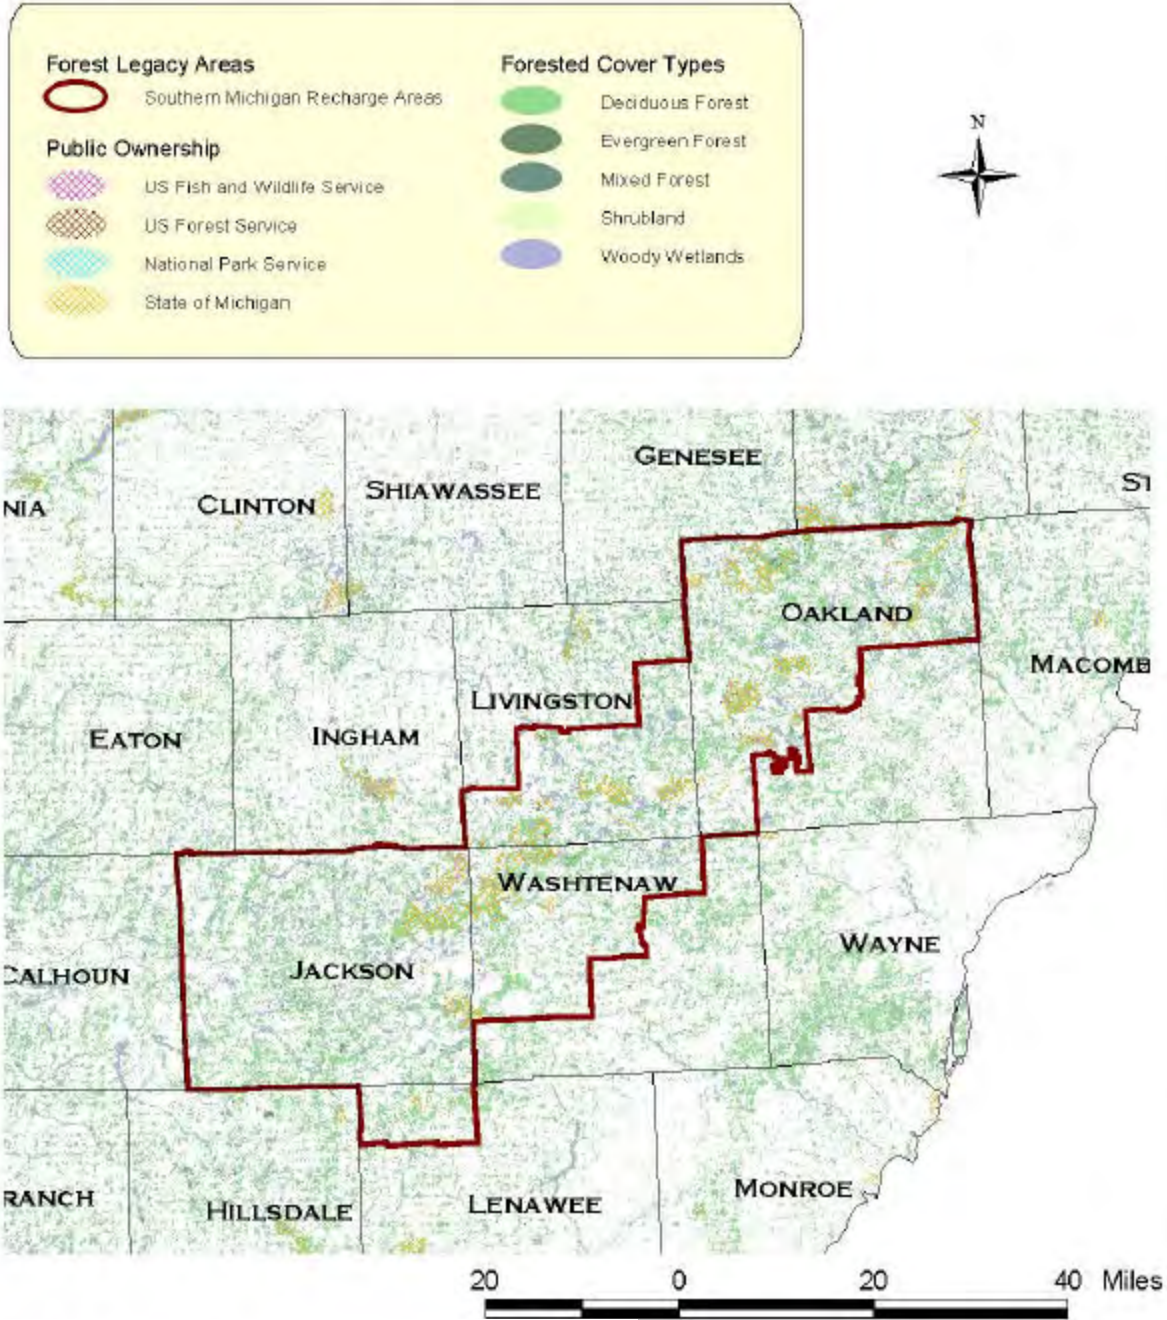 Forest Legacy Areas
Southern Michigan Recharge Areas
Public Ownership
US Fish and Wildlife Service
US Forest Service
National Park Service
State of Michigan
Forested Cover Types
Deciduous Forest
Evergreen Forest
Mixed Forest
Shrubland
Woody Wetlands
N
GENESEE
SHIAWASSEE
ST
CLINTON
NIA
OAKLAND
MACOMB
LIVINGSTON
INGHAM
EATON
WASHTENAW
WAYNE
JACKSON
CALHOUN
MONROE
RANCH
LENAWEE
HILLSDALE
20 0 20 40 Miles